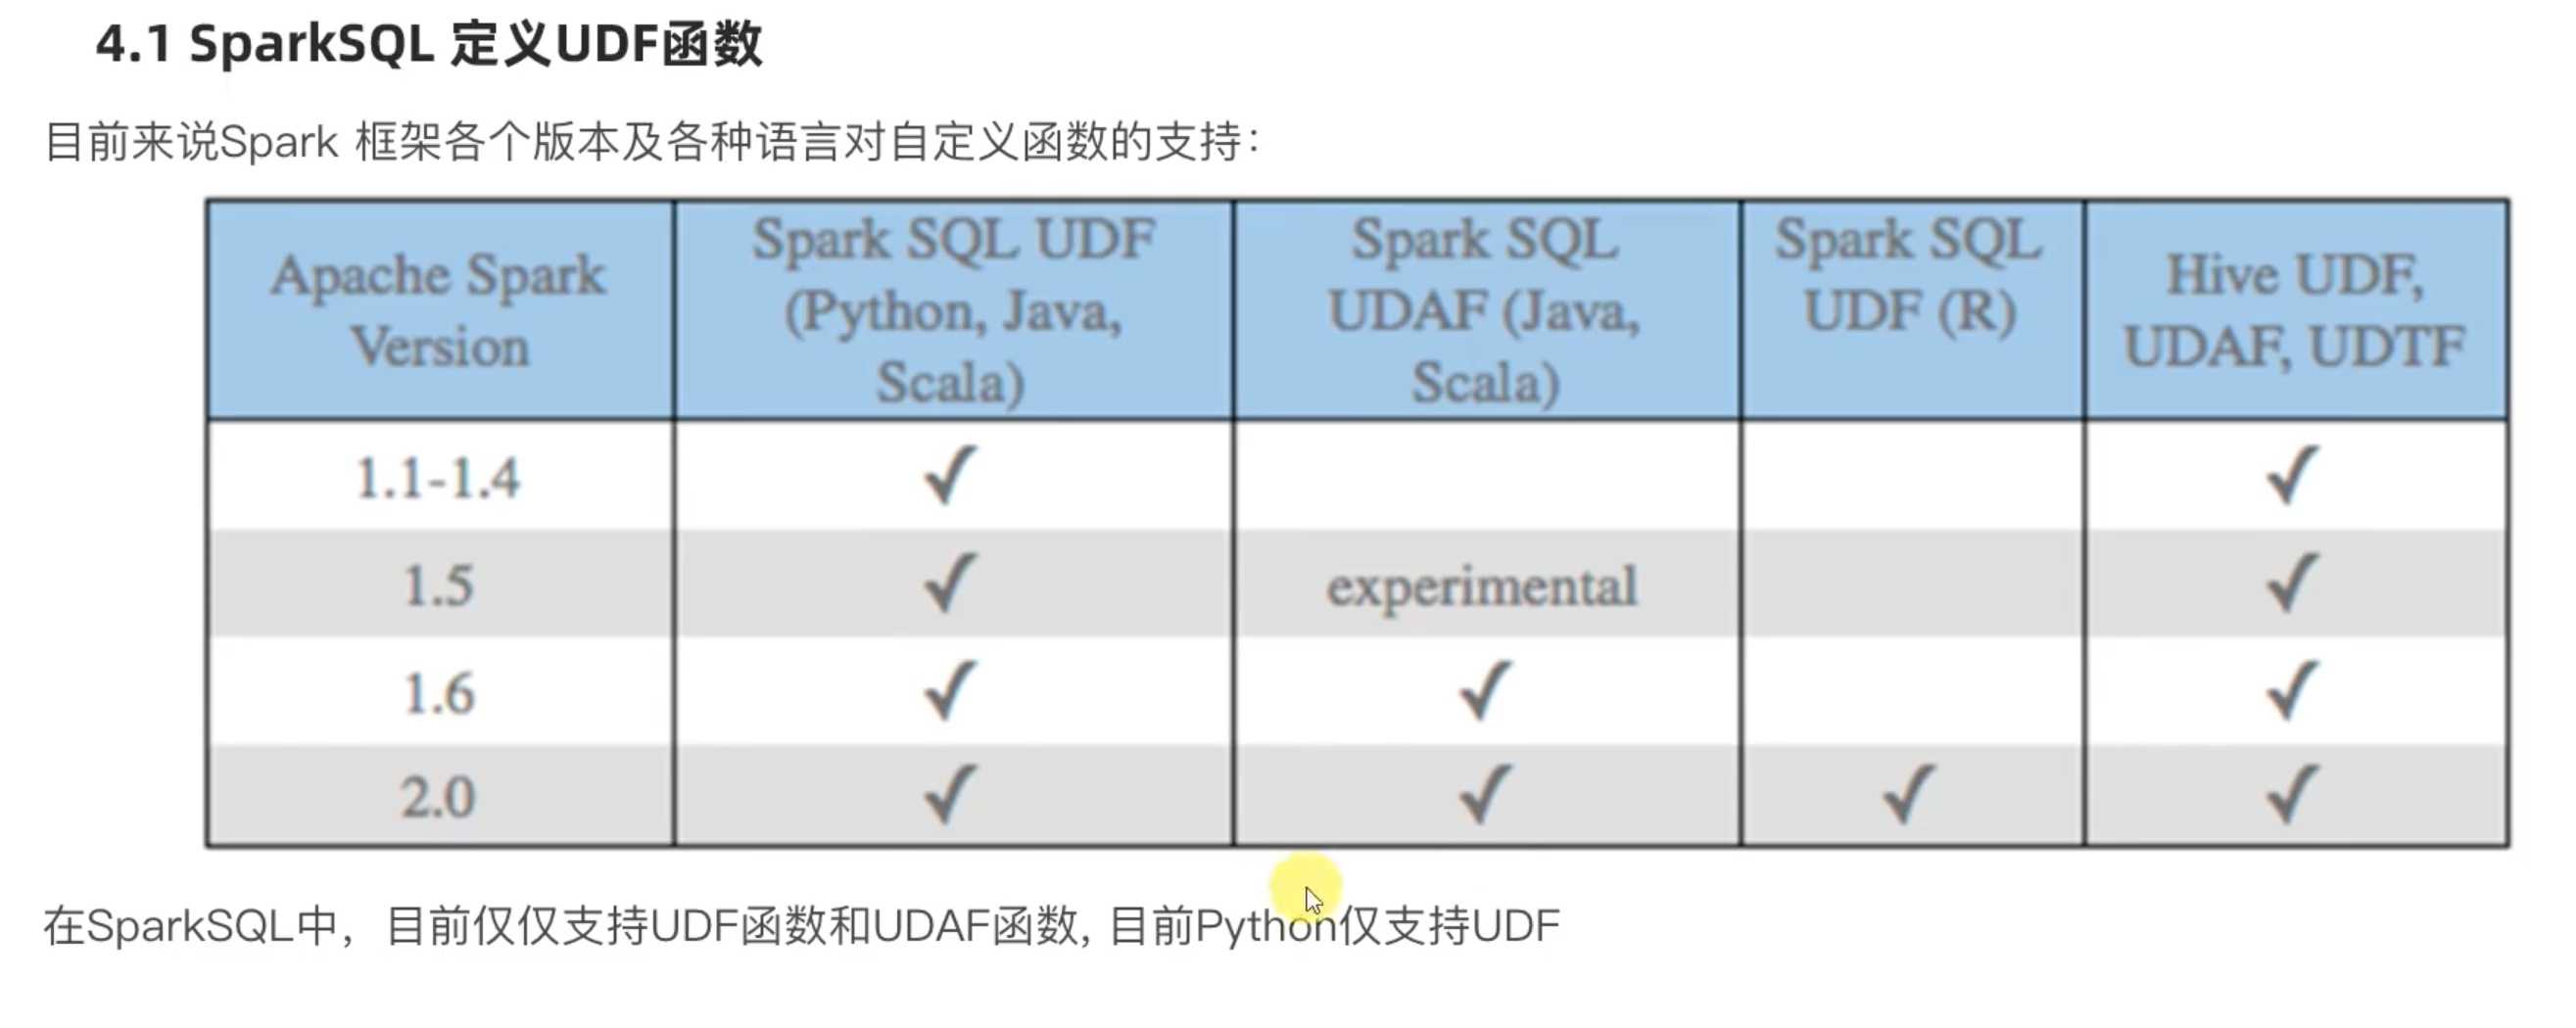 4.1 SparkSQL 定义UDF函数
目前来说Spark 框架各个版本及各种语言对自定义函数的支持：
Apache Spark Version
Spark SQL UDF (Python, Java, Scala)
Spark SQL UDAF (Java, Scala)
Spark SQL UDF (R)
Hive UDF, UDAF, UDTF
1.1-1.4 ✓ ✓
1.5 ✓ experimental ✓
1.6 ✓ ✓ ✓
2.0 ✓ ✓ ✓ ✓
在SparkSQL中，目前仅仅支持UDF函数和UDAF函数, 目前Python仅支持UDF